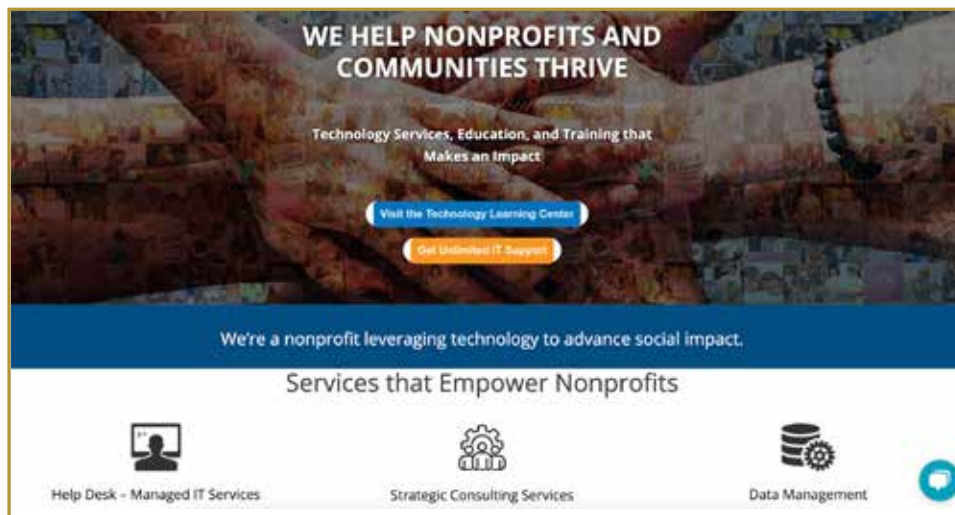 WE HELP NONPROFITS AND
COMMUNITIES THRIVE
Technology Services, Education, and Training that
Makes an Impact
Visit the Technology Learning Center
Get Unlimited IT Support
We're a nonprofit leveraging technology to advance social impact.
Services that Empower Nonprofits
Help Desk – Managed IT Services
Strategic Consulting Services
Data Management